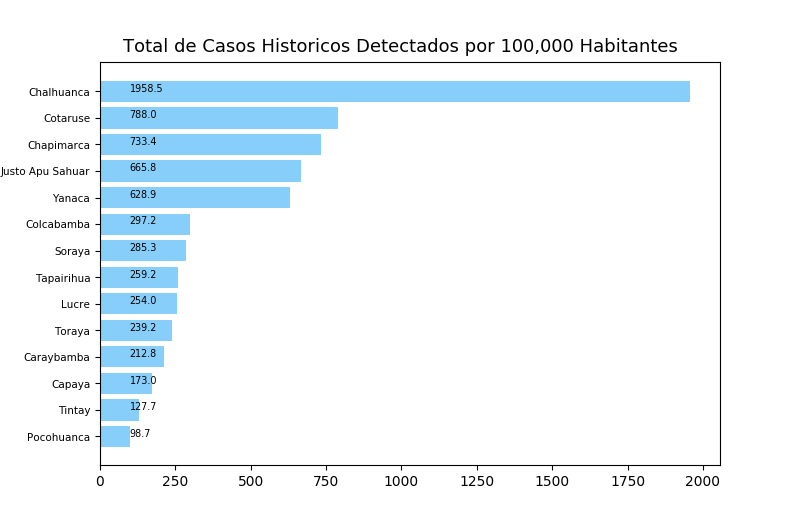 Total de Casos Historicos Detectados por 100,000 Habitantes
Chalhuanca 1958.5
Cotaruse 788.0
Chapimarca 733.4
Justo Apu Sahuar 665.8
Yanaca 628.9
Colcabamba 297.2
Soraya 285.3
Tapairihua 259.2
Lucre 254.0
Toraya 239.2
Caraybamba 212.8
Capaya 173.0
Tintay 127.7
Pocohuanca 98.7
0 250 500 750 1000 1250 1500 1750 2000